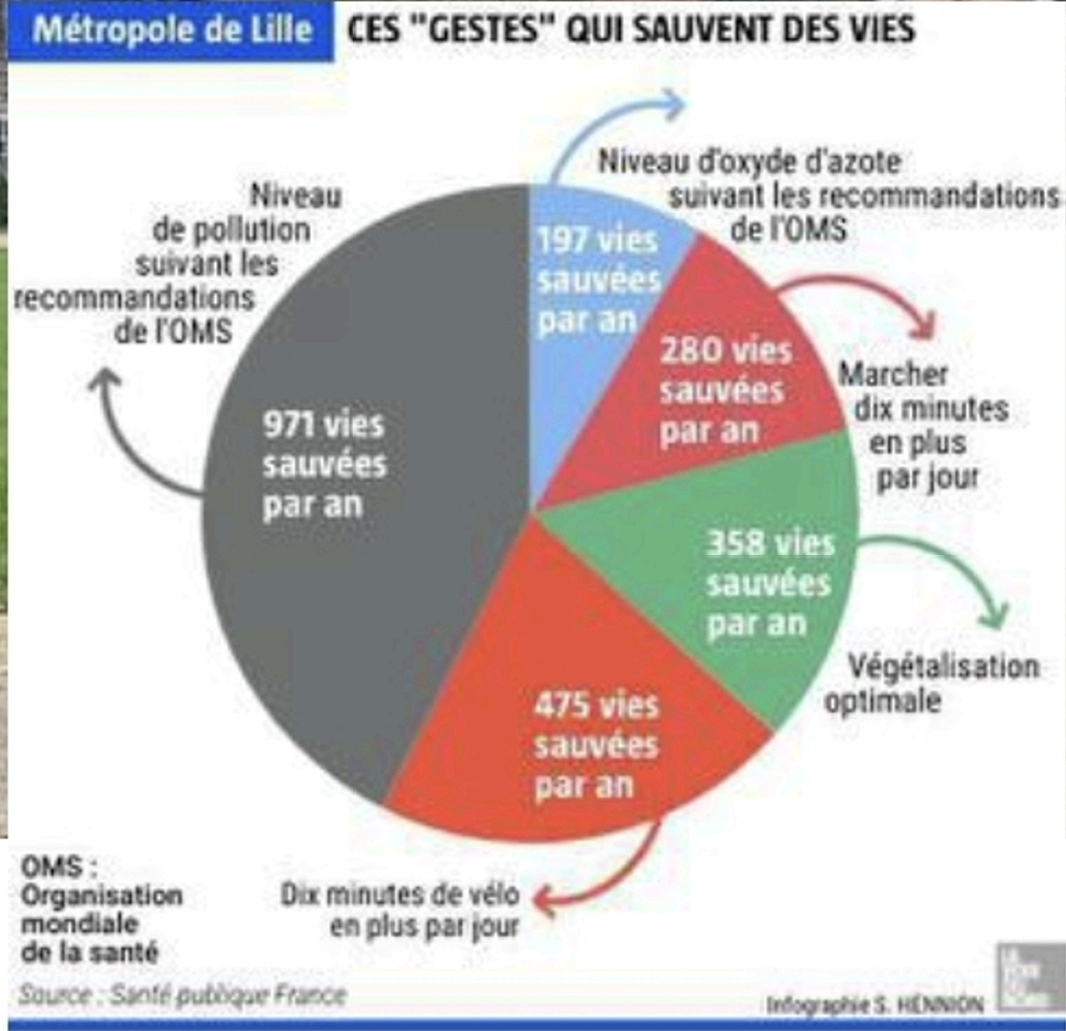 Métropole de Lille
CES "GESTES" QUI SAUVENT DES VIES
Niveau d'oxyde d'azote
suivant les recommandations
de l'OMS
197 vies
sauvées
par an
280 vies
sauvées
par an
Marcher
dix minutes
en plus
par jour
358 vies
sauvées
par an
Végétalisation
optimale
475 vies
sauvées
par an
Dix minutes de vélo
en plus par jour
Niveau
de pollution
suivant les
recommandations
de l'OMS
971 vies
sauvées
par an
OMS :
Organisation
mondiale
de la santé
Source : Santé publique France
Infographie S. HENNION